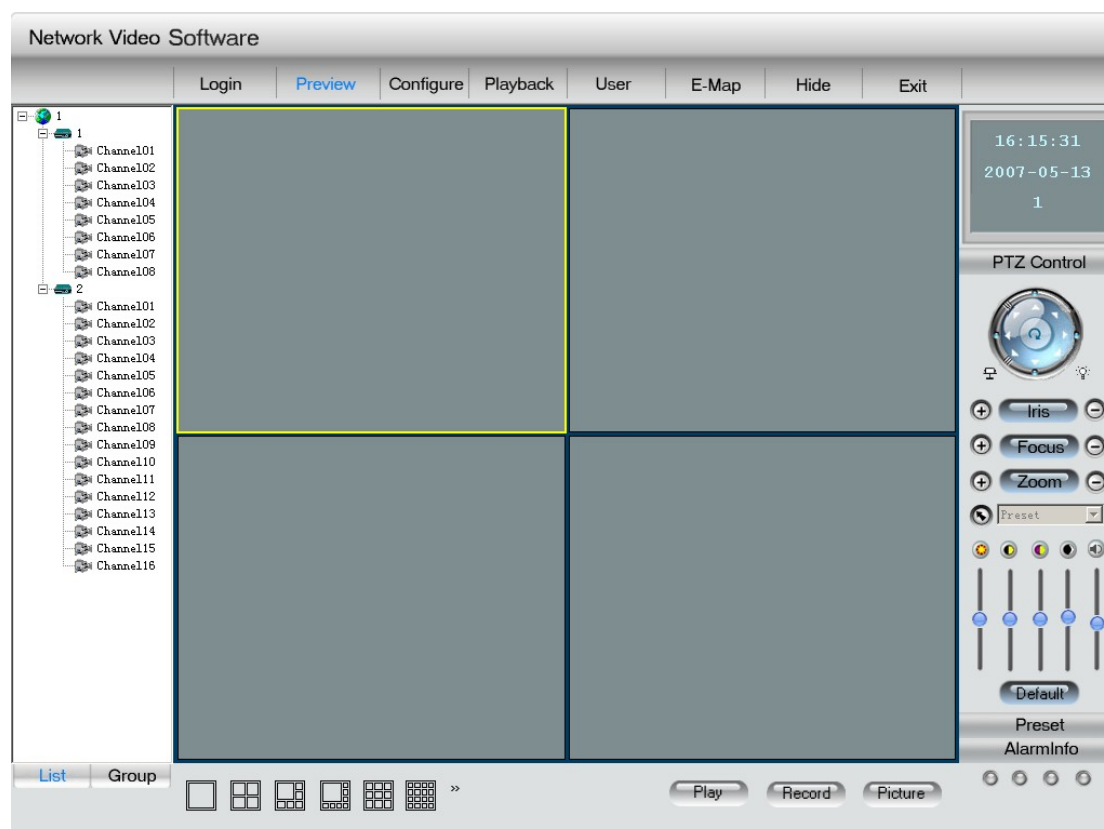 Network Video Software
Login Preview Configure Playback User E-Map Hide Exit
1
1
Channel01
Channel02
Channel03
Channel04
Channel05
Channel06
Channel07
Channel08
2
Channel01
Channel02
Channel03
Channel04
Channel05
Channel06
Channel07
Channel08
Channel09
Channel10
Channel11
Channel12
Channel13
Channel14
Channel15
Channel16
List Group
16:15:31
2007-05-13
1
PTZ Control
Iris
Focus
Zoom
Preset
Default
Preset
AlarmInfo
» Play Record Picture